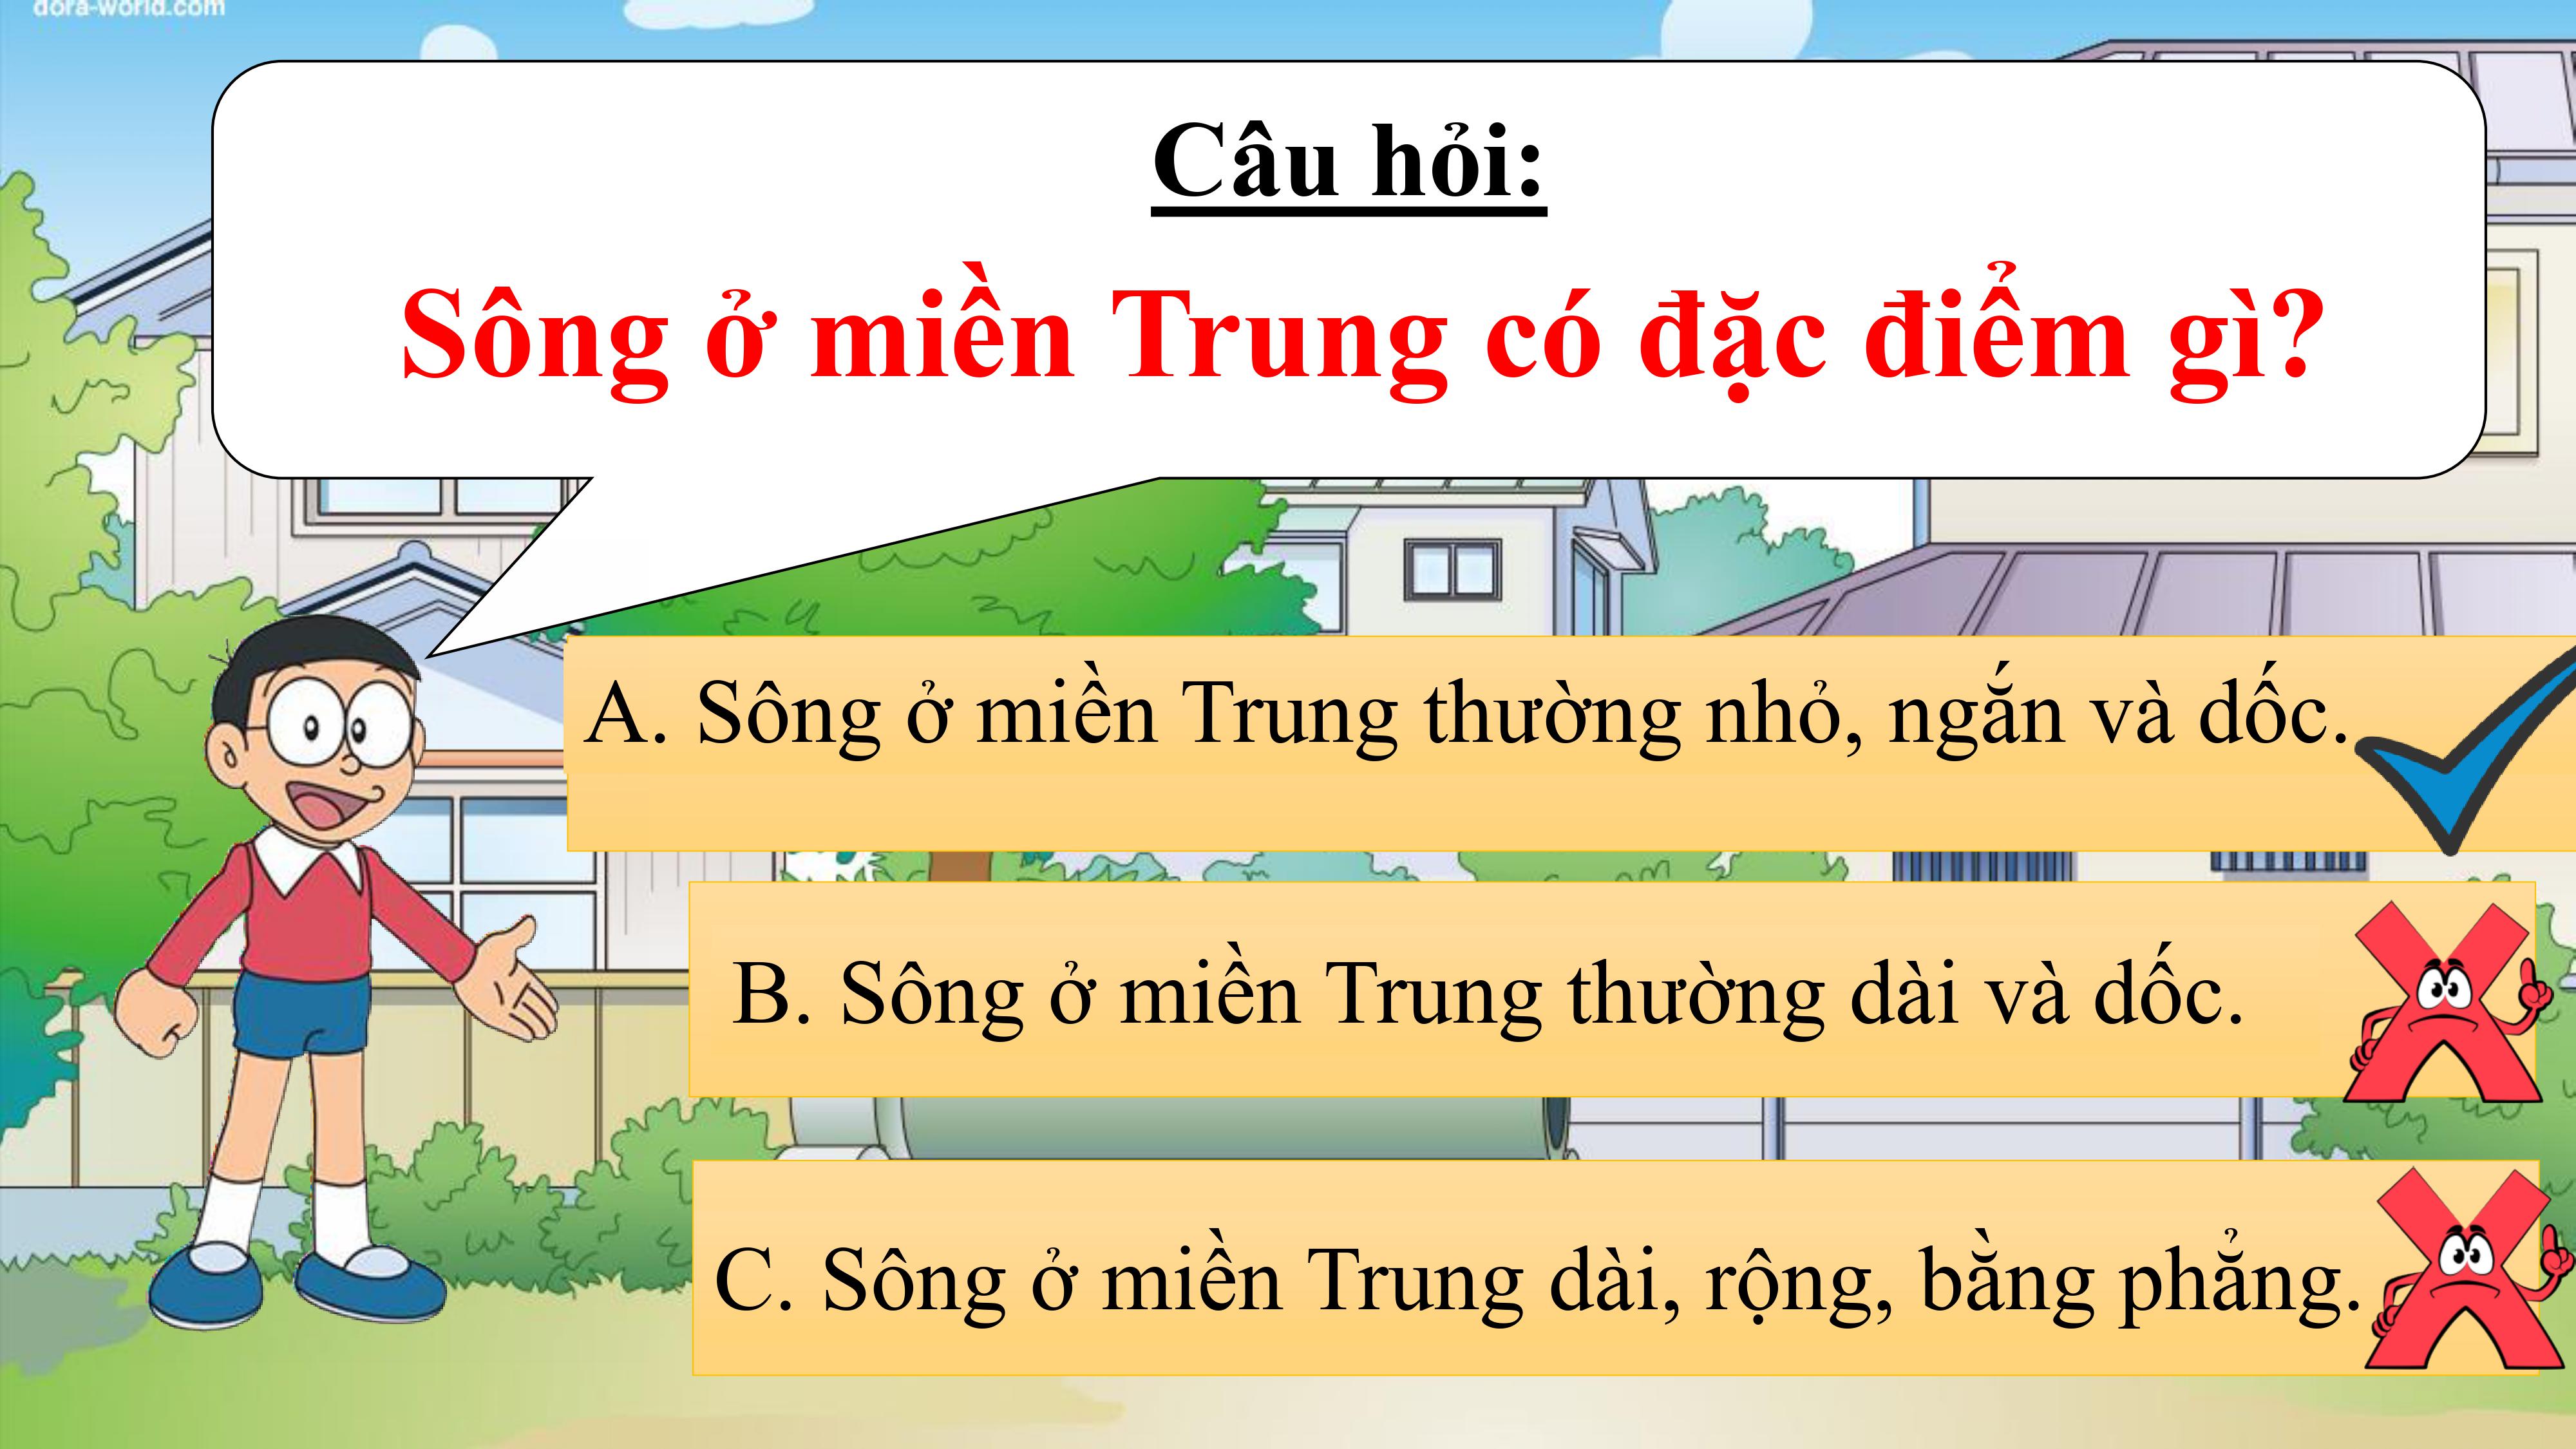 dora-world.com
Câu hỏi:
Sông ở miền Trung có đặc điểm gì?
A. Sông ở miền Trung thường nhỏ, ngắn và dốc.
B. Sông ở miền Trung thường dài và dốc.
C. Sông ở miền Trung dài, rộng, bằng phẳng.